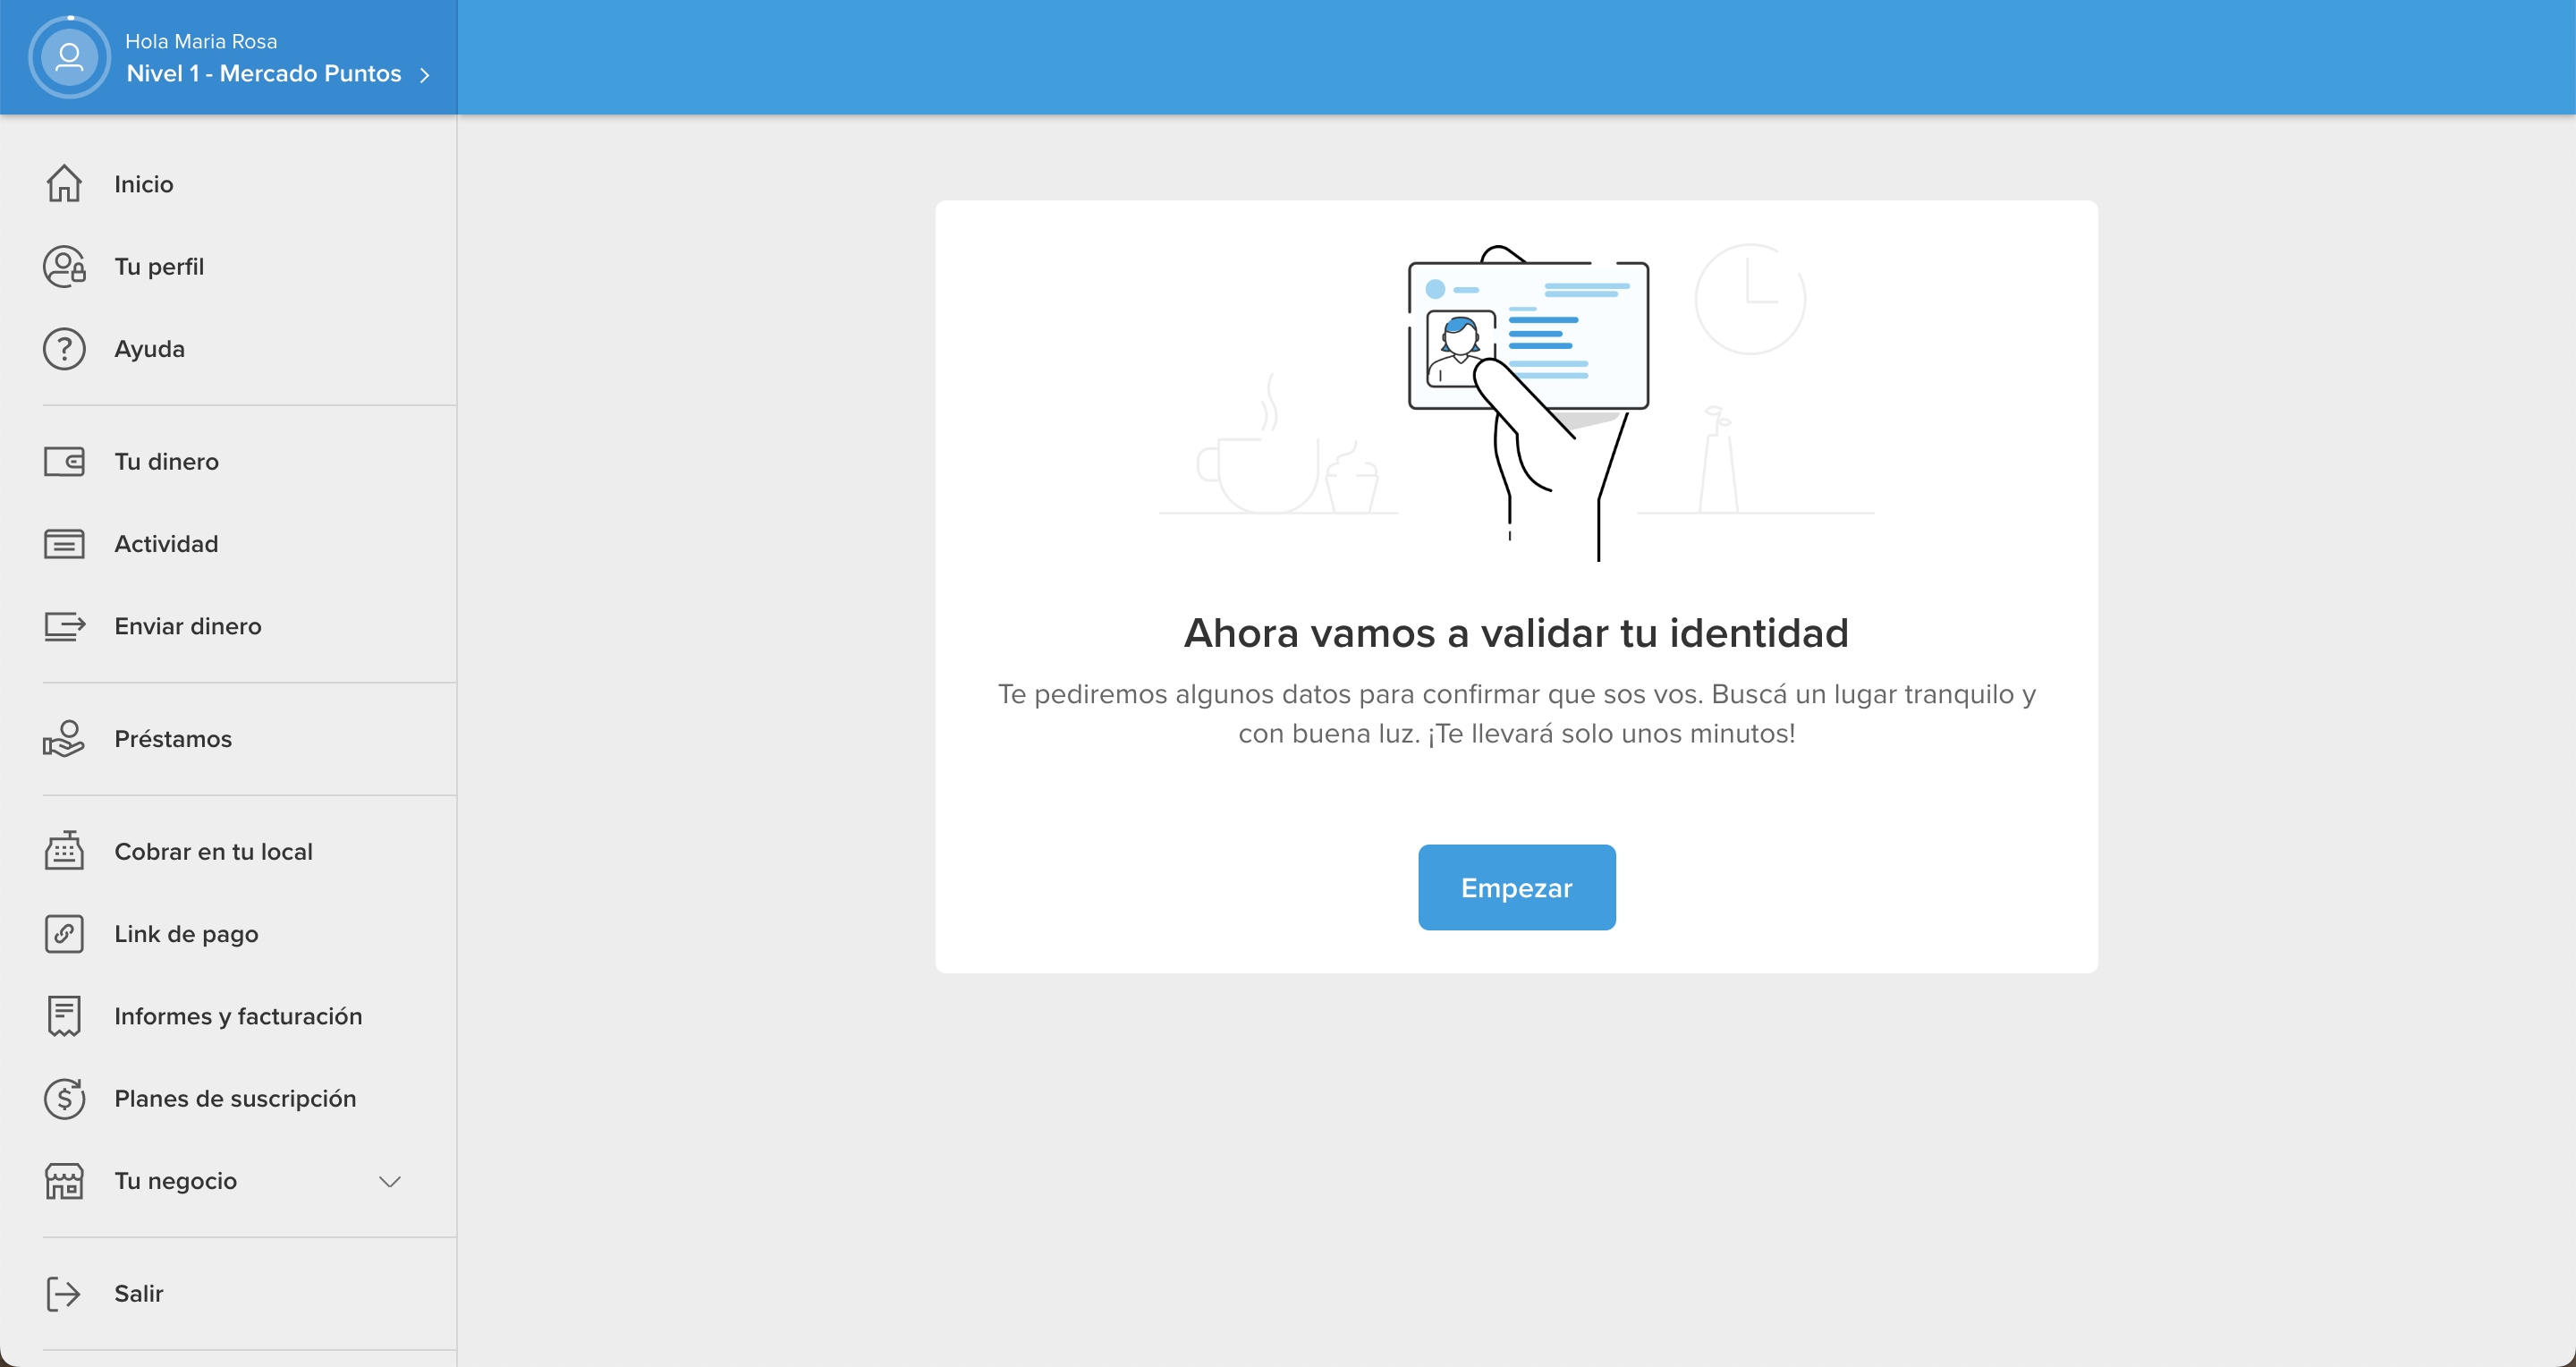 Hola Maria Rosa
Nivel 1 - Mercado Puntos
Inicio
Tu perfil
Ayuda
Tu dinero
Actividad
Enviar dinero
Préstamos
Cobrar en tu local
Link de pago
Informes y facturación
Planes de suscripción
Tu negocio
Salir
Ahora vamos a validar tu identidad
Te pediremos algunos datos para confirmar que sos vos. Buscá un lugar tranquilo y
con buena luz. ¡Te llevará solo unos minutos!
Empezar